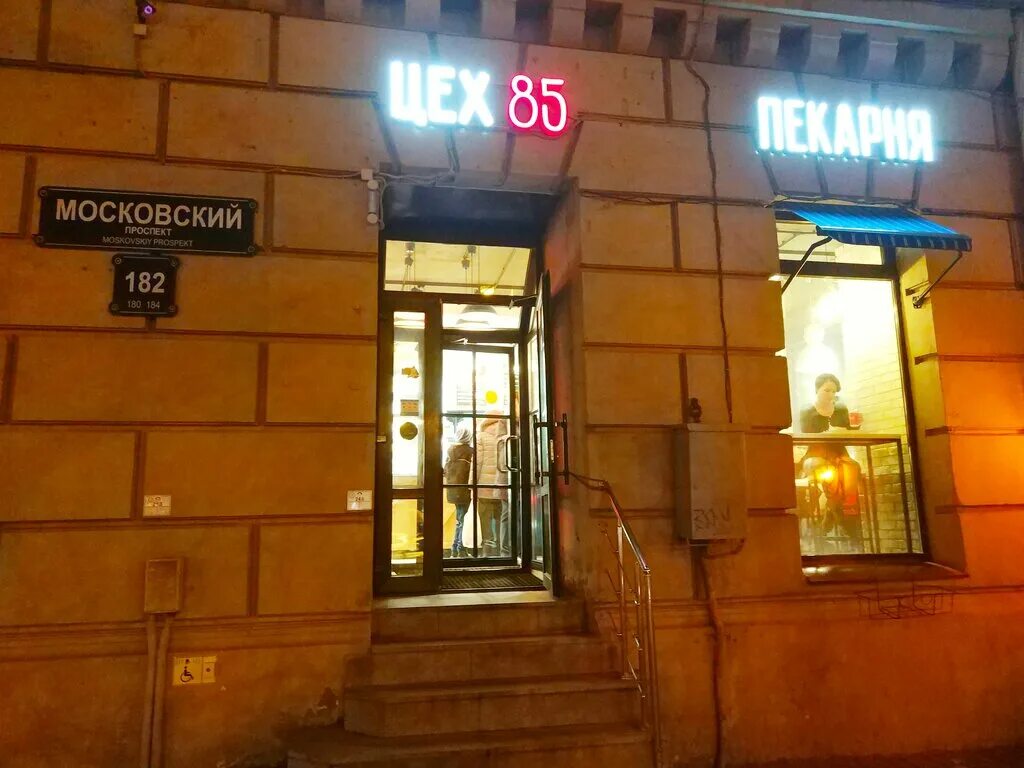 ЦЕХ 85
ПЕКАРНЯ
МОСКОВСКИЙ
ПРОСПЕКТ
MOSKOVSKIY PROSPEKT
182
180 184